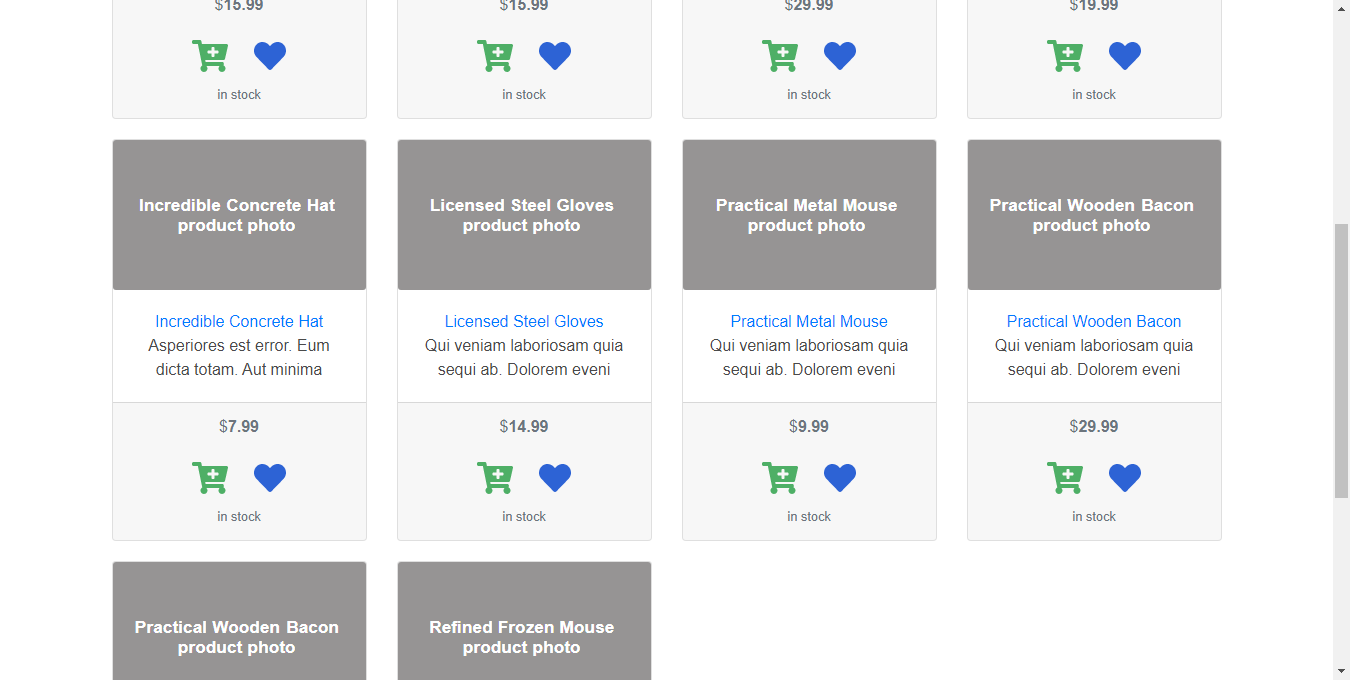 $15.99
$15.99
$29.99
$19.99
in stock
in stock
in stock
in stock
Incredible Concrete Hat
product photo
Licensed Steel Gloves
product photo
Practical Metal Mouse
product photo
Practical Wooden Bacon
product photo
Incredible Concrete Hat
Asperiores est error. Eum
dicta totam. Aut minima
Licensed Steel Gloves
Qui veniam laboriosam quia
sequi ab. Dolorem eveni
Practical Metal Mouse
Qui veniam laboriosam quia
sequi ab. Dolorem eveni
Practical Wooden Bacon
Qui veniam laboriosam quia
sequi ab. Dolorem eveni
$7.99
$14.99
$9.99
$29.99
in stock
in stock
in stock
in stock
Practical Wooden Bacon
product photo
Refined Frozen Mouse
product photo